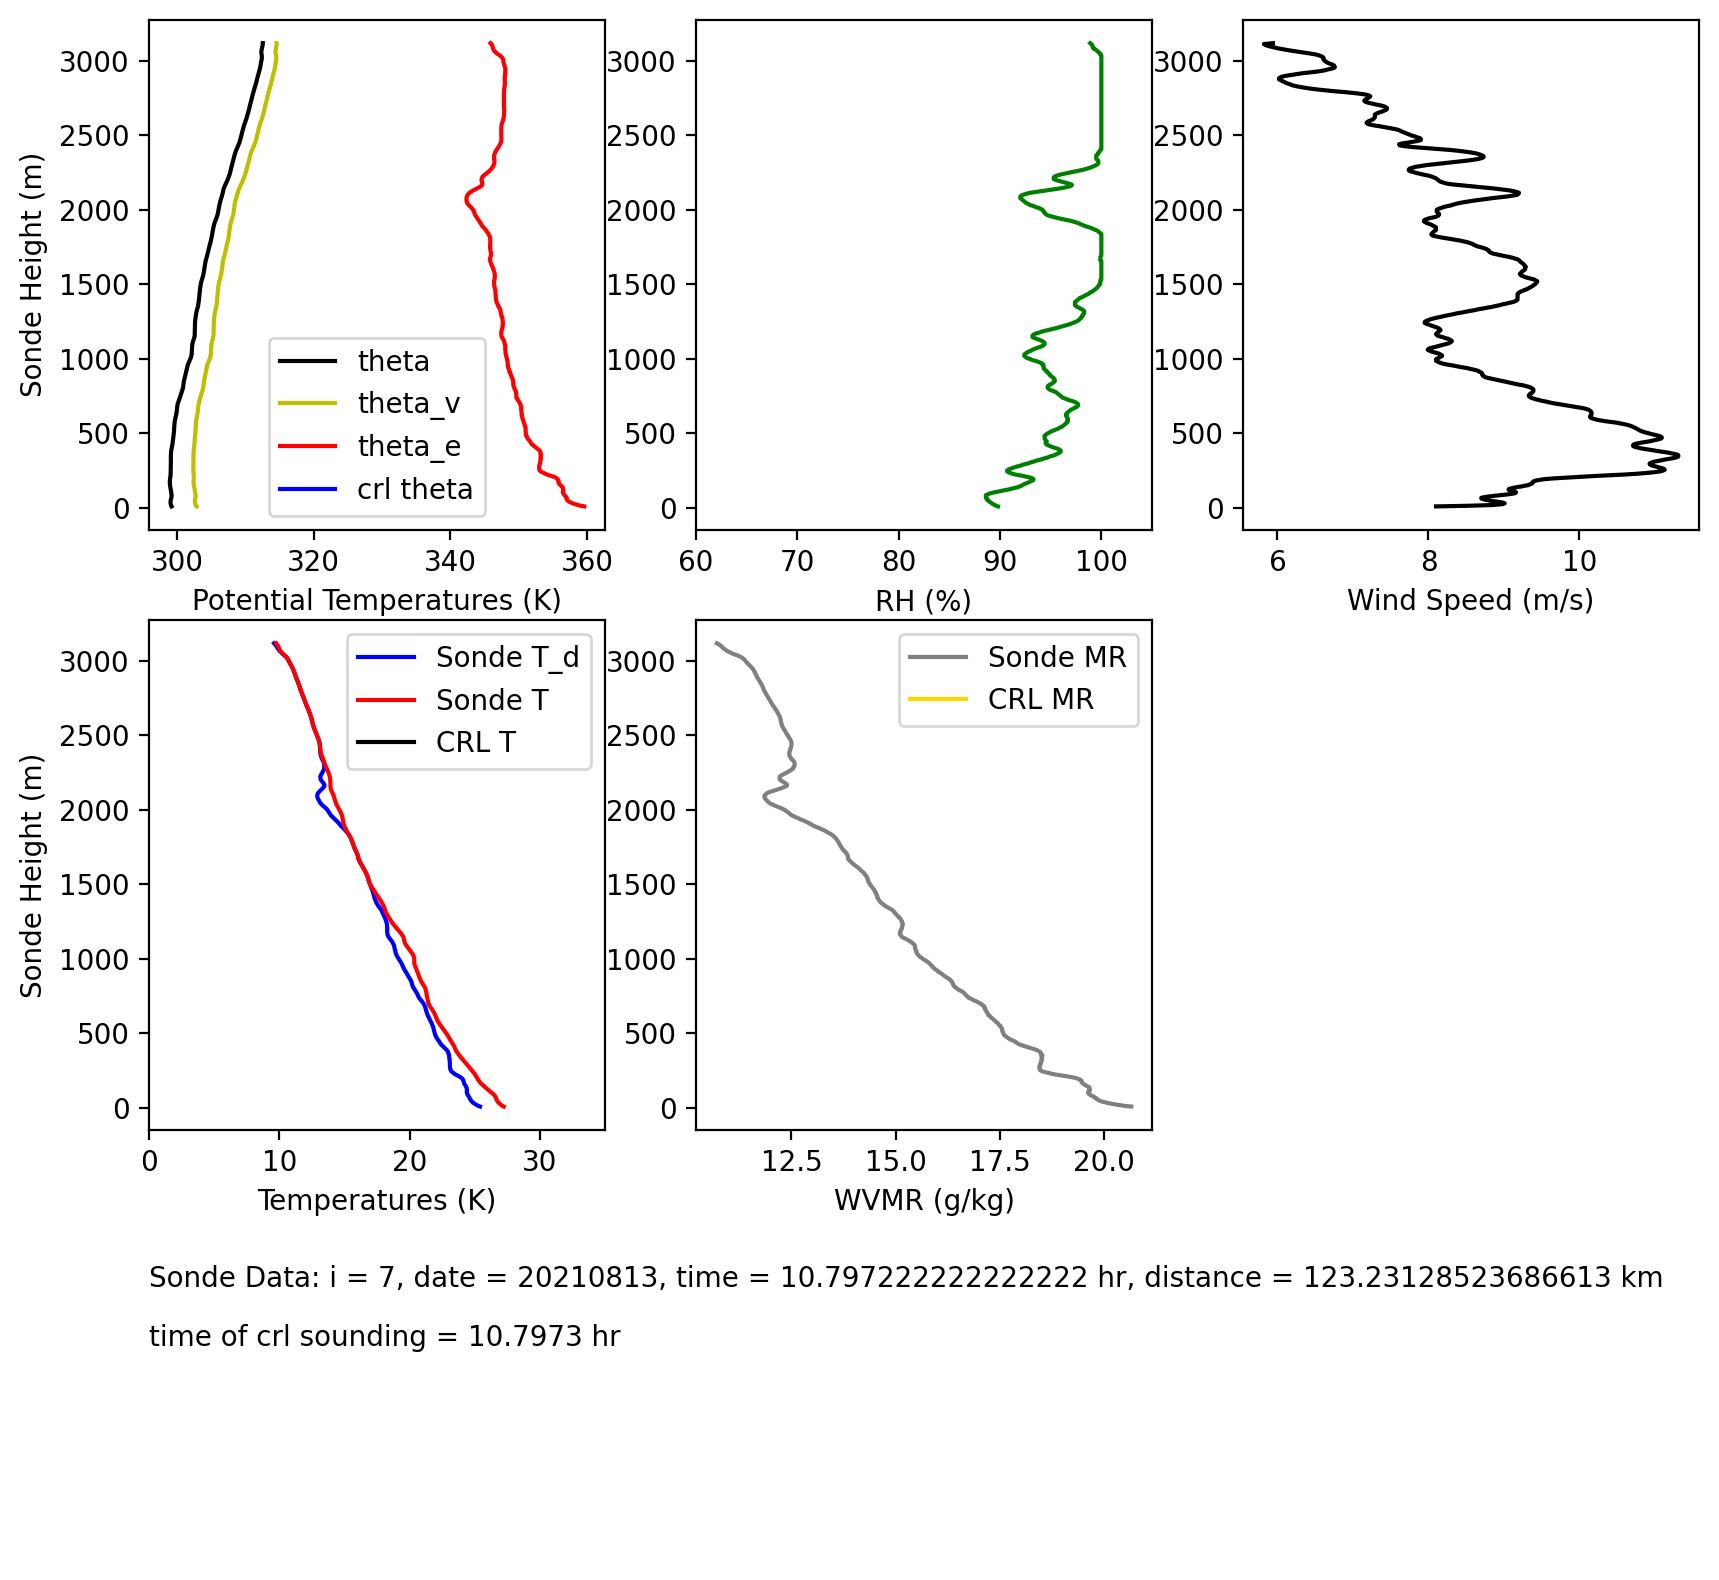 3000
2500
2000
1500
1000
500
0
Sonde Height (m)
300 320 340 360
Potential Temperatures (K)
theta
theta_v
theta_e
crl theta
3000
2500
2000
1500
1000
500
0
60 70 80 90 100
RH (%)
3000
2500
2000
1500
1000
500
0
6 8 10
Wind Speed (m/s)
3000
2500
2000
1500
1000
500
0
Sonde Height (m)
0 10 20 30
Temperatures (K)
Sonde T_d
Sonde T
CRL T
3000
2500
2000
1500
1000
500
0
12.5 15.0 17.5 20.0
WVMR (g/kg)
Sonde MR
CRL MR
Sonde Data: i = 7, date = 20210813, time = 10.797222222222222 hr, distance = 123.23128523686613 km
time of crl sounding = 10.7973 hr